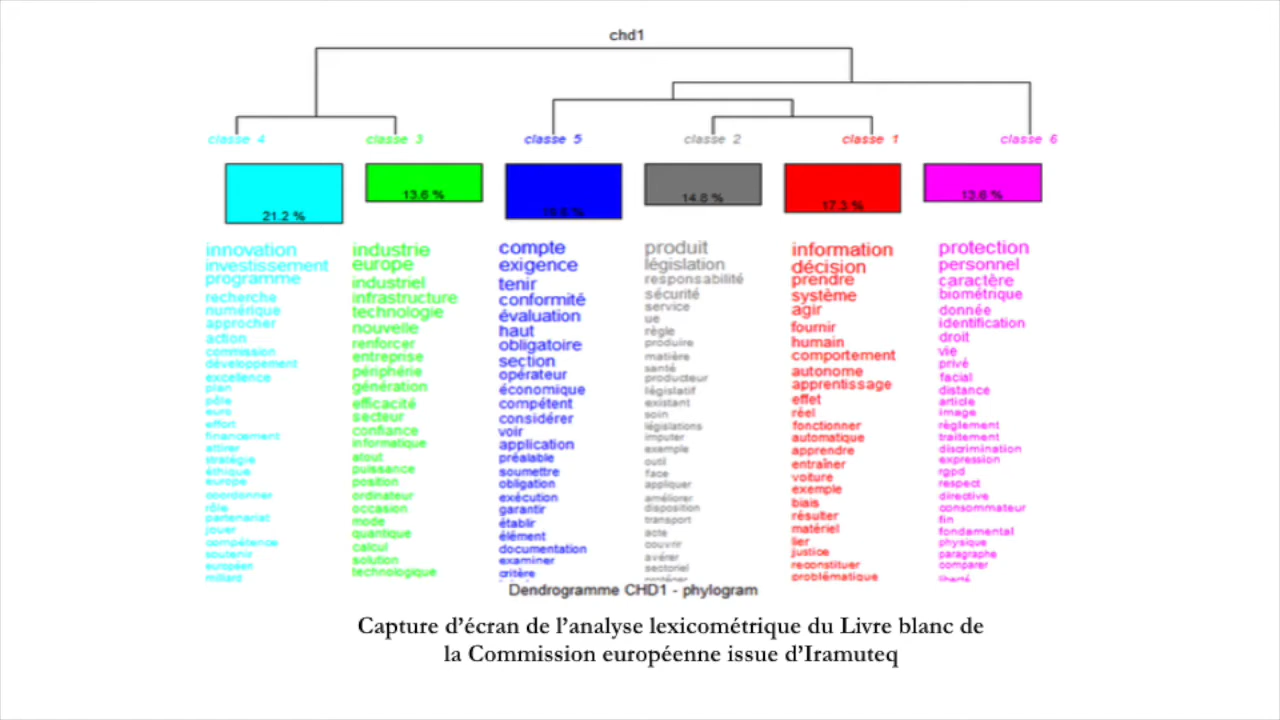 chd1
classe 4
classe 3
classe 5
classe 2
classe 1
classe 6
21.2 %
13.6 %
14.8 %
17.3 %
13.6 %
innovation
investissement
programme
recherche
numérique
approcher
action
commission
développement
excellence
plan
pôle
euro
effort
financement
attirer
stratégie
éthique
europe
coordonner
rôle
partenariat
jouer
compétence
soutenir
européen
milliard
industrie
europe
industriel
infrastructure
technologie
nouvelle
renforcer
entreprise
périphérie
génération
efficacité
secteur
confiance
informatique
atout
puissance
position
ordinateur
occasion
mode
quantique
calcul
solution
technologique
compte
exigence
tenir
conformité
évaluation
haut
obligatoire
section
opérateur
économique
compétent
considérer
voir
application
préalable
soumettre
obligation
exécution
garantir
établir
élément
documentation
examiner
critère
produit
législation
responsabilité
sécurité
service
ue
règle
produire
matière
santé
producteur
législatif
existant
soin
législations
imputer
exemple
outil
face
appliquer
améliorer
disposition
transport
acte
couvrir
avérer
sectoriel
protéger
information
décision
prendre
système
agir
fournir
humain
comportement
autonome
apprentissage
effet
réel
fonctionner
automatique
apprendre
entraîner
voiture
exemple
biais
résulter
matériel
lier
justice
reconstituer
problématique
protection
personnel
caractère
biométrique
donnée
identification
droit
vie
privé
facial
distance
article
image
règlement
traitement
discrimination
expression
rgpd
respect
directive
consommateur
fin
fondamental
physique
paragraphe
comparer
liberté
Dendrogramme CHD1 - phylogram
Capture d’écran de l’analyse lexicométrique du Livre blanc de
la Commission européenne issue d’Iramuteq